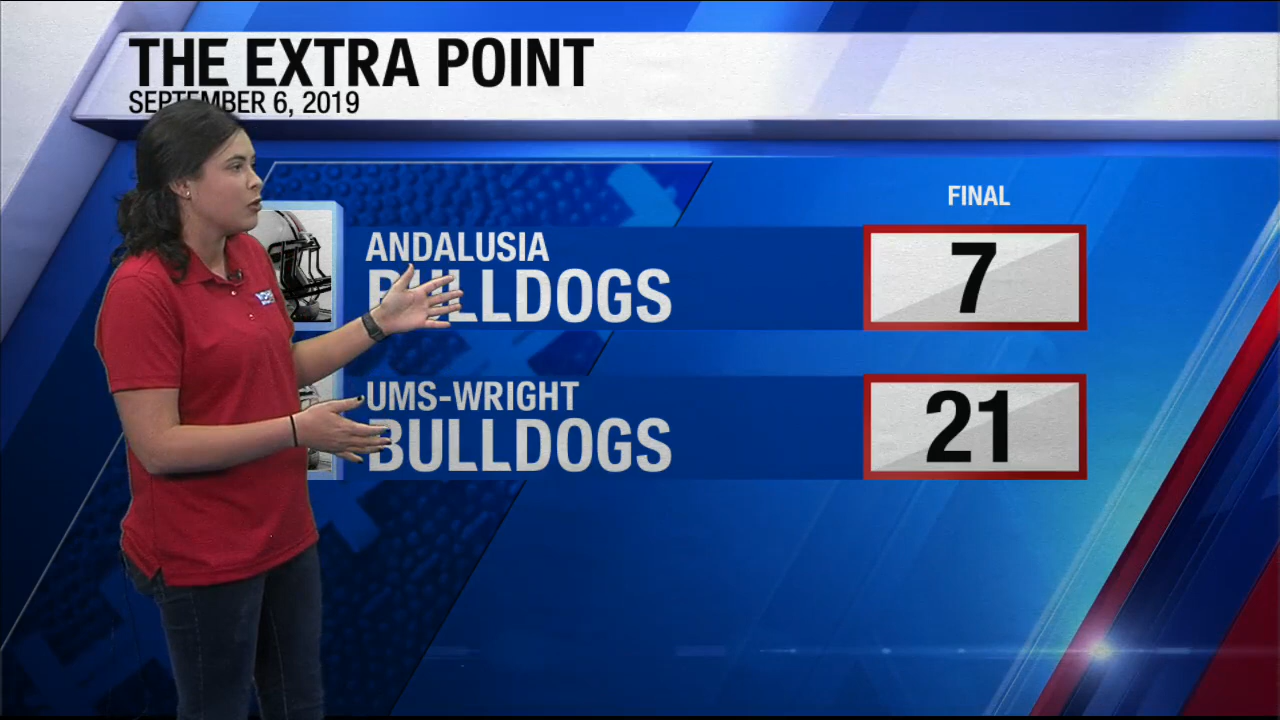 THE EXTRA POINT
SEPTEMBER 6, 2019
FINAL
ANDALUSIA
BULLDOGS
7
UMS-WRIGHT
BULLDOGS
21